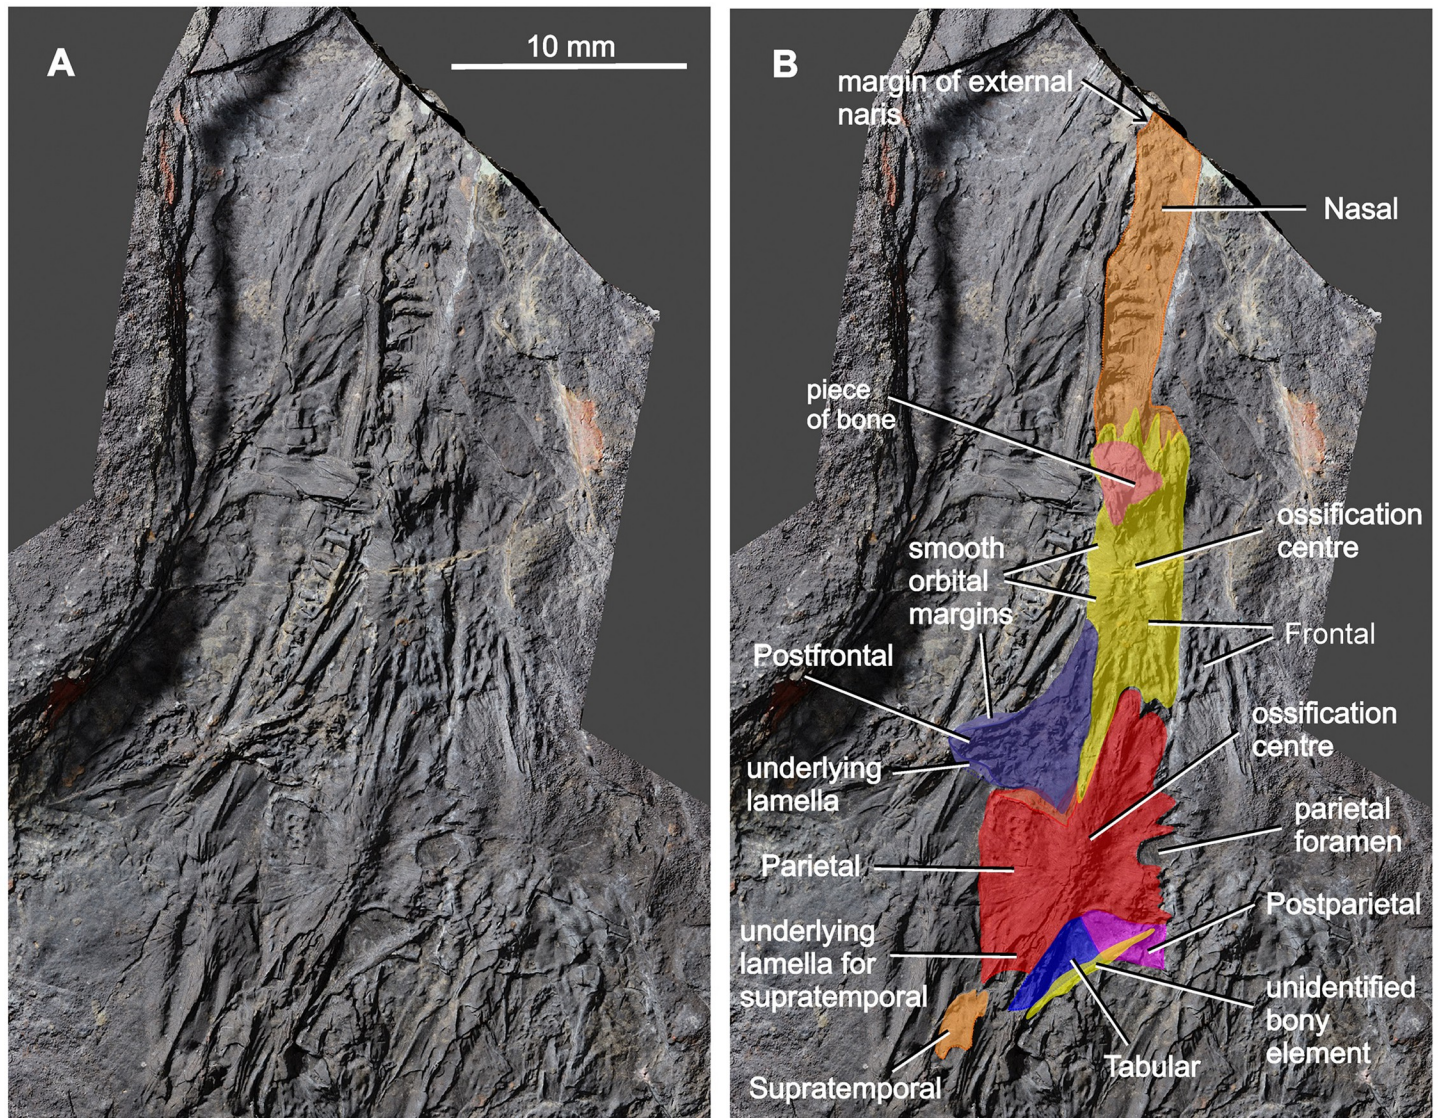 A
10 mm
B
margin of external
naris
Nasal
piece
of bone
ossification
centre
smooth
orbital
margins
Frontal
Postfrontal
ossification
centre
underlying
lamella
parietal
foramen
Parietal
Postparietal
underlying
lamella for
supratemporal
unidentified
bony
element
Tabular
Supratemporal